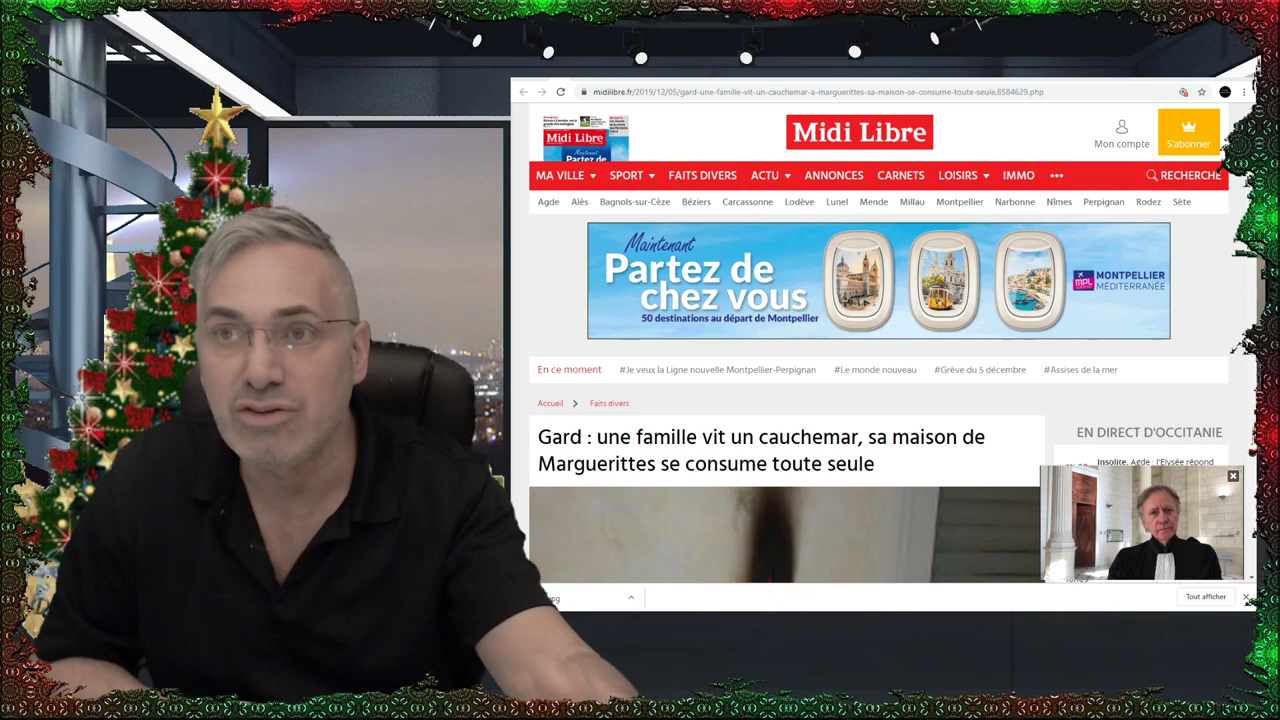 midilibre.fr/2019/12/05/gard-une-famille-vit-un-cauchemar-a-marguerittes-sa-maison-se-consume-toute-seule,8584629.php
Midi Libre
Maintenant
Partez de
Midi Libre
Mon compte
S'abonner
MA VILLE SPORT FAITS DIVERS ACTU ANNONCES CARNETS LOISIRS IMMO ••• RECHERCHE
Agde Alès Bagnols-sur-Cèze Béziers Carcassonne Lodève Lunel Mende Millau Montpellier Narbonne Nîmes Perpignan Rodez Sète
Maintenant
Partez de
chez vous
50 destinations au départ de Montpellier
mpl MONTPELLIER
MÉDITERRANÉE
En ce moment #Je veux la Ligne nouvelle Montpellier-Perpignan #Le monde nouveau #Grève du 5 décembre #Assises de la mer
Accueil Faits divers
Gard : une famille vit un cauchemar, sa maison de
Marguerittes se consume toute seule
EN DIRECT D'OCCITANIE
Insolite. Agde : l'Elysée répond
Tout afficher